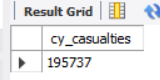 Result Grid
cy_casualties
195737